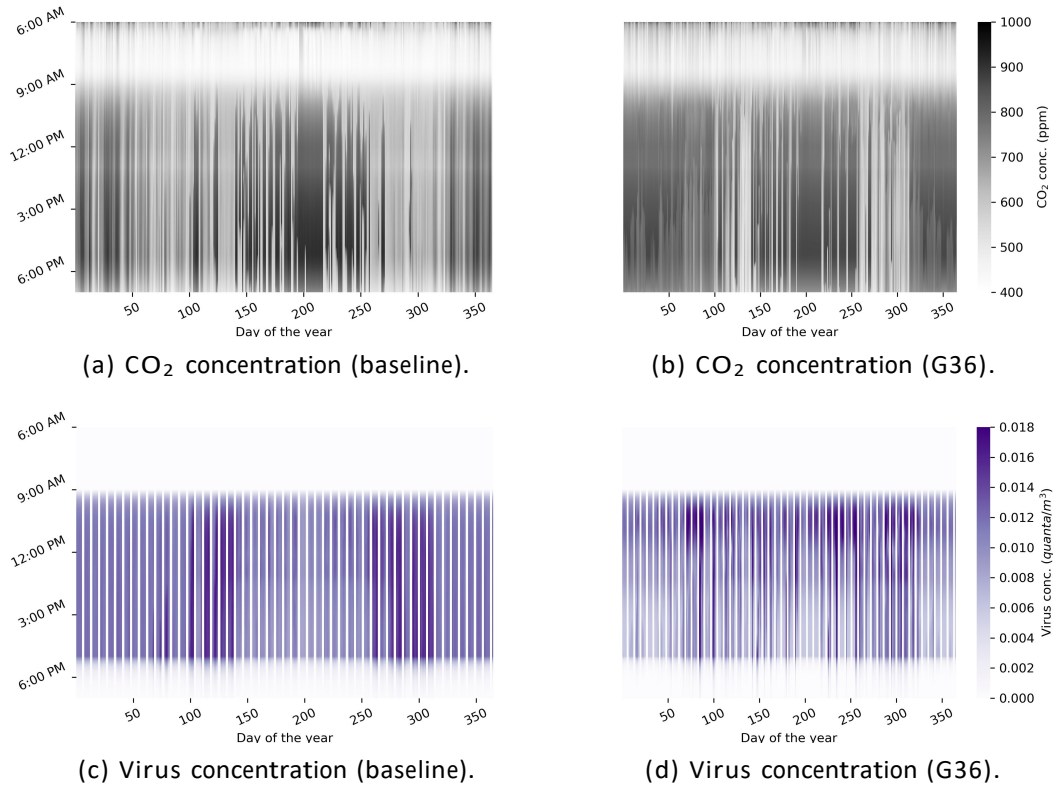 6:00 AM
9:00 AM
12:00 PM
3:00 PM
6:00 PM
50 100 150 200 250 300 350
Day of the year
(a) CO₂ concentration (baseline).
50 100 150 200 250 300 350
Day of the year
(b) CO₂ concentration (G36).
1000
900
800
700
600
500
400
CO₂ conc. (ppm)
6:00 AM
9:00 AM
12:00 PM
3:00 PM
6:00 PM
50 100 150 200 250 300 350
Day of the year
(c) Virus concentration (baseline).
50 100 150 200 250 300 350
Day of the year
(d) Virus concentration (G36).
0.018
0.016
0.014
0.012
0.010
0.008
0.006
0.004
0.002
0.000
Virus conc. (quanta/m³)